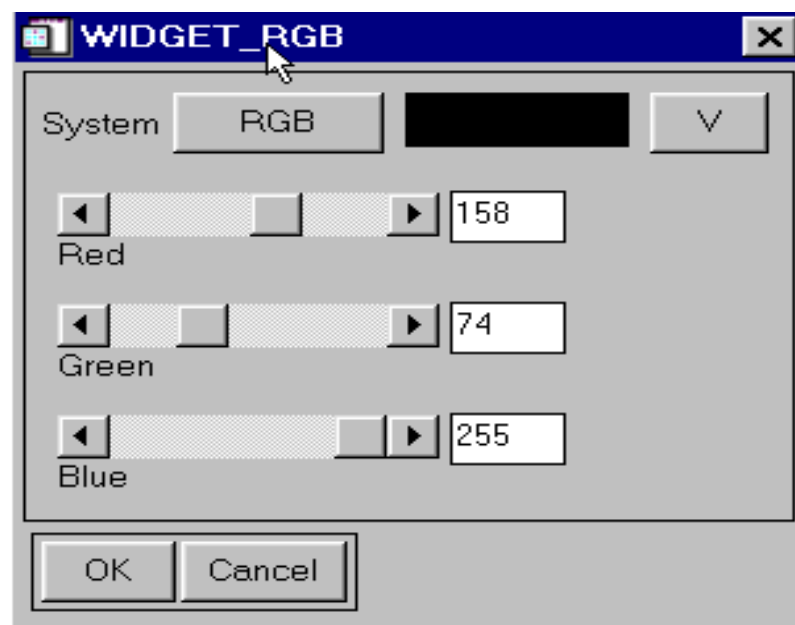 WIDGET_RGB
System RGB V
158
Red
74
Green
255
Blue
OK Cancel